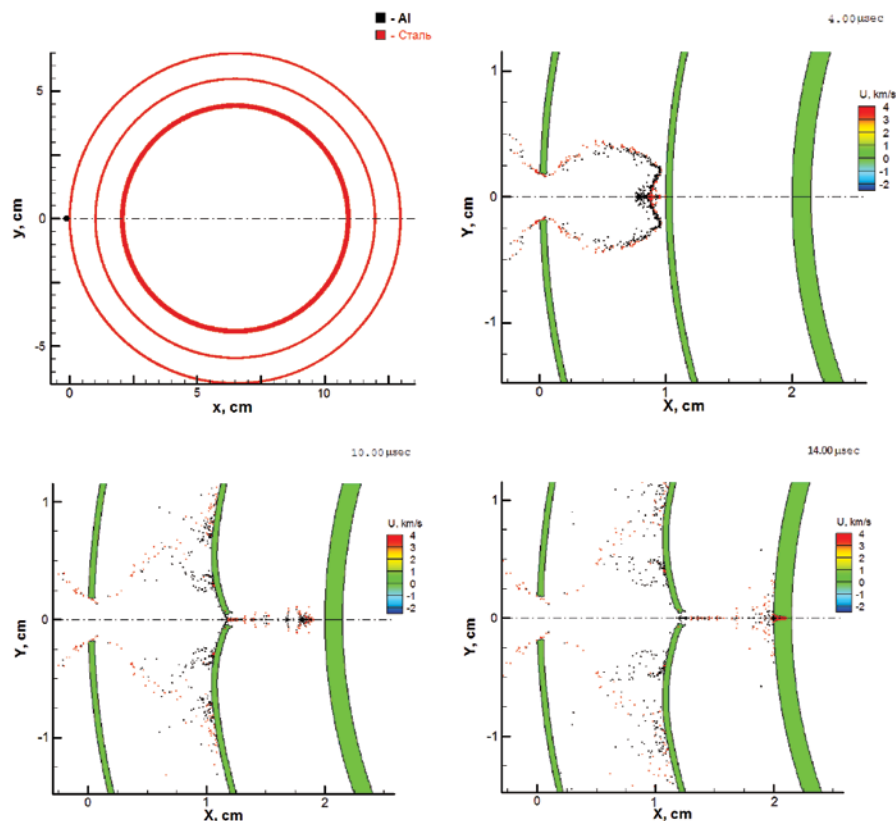 ■ - Al
■ - Сталь
y, cm
5
0
-5
0
5
10
x, cm
4.00 µsec
Y, cm
1
0
-1
0
1
2
X, cm
U, km/s
4
3
2
1
0
-1
-2
10.00 µsec
Y, cm
1
0
-1
0
1
2
X, cm
U, km/s
4
3
2
1
0
-1
-2
14.00 µsec
Y, cm
1
0
-1
0
1
2
X, cm
U, km/s
4
3
2
1
0
-1
-2